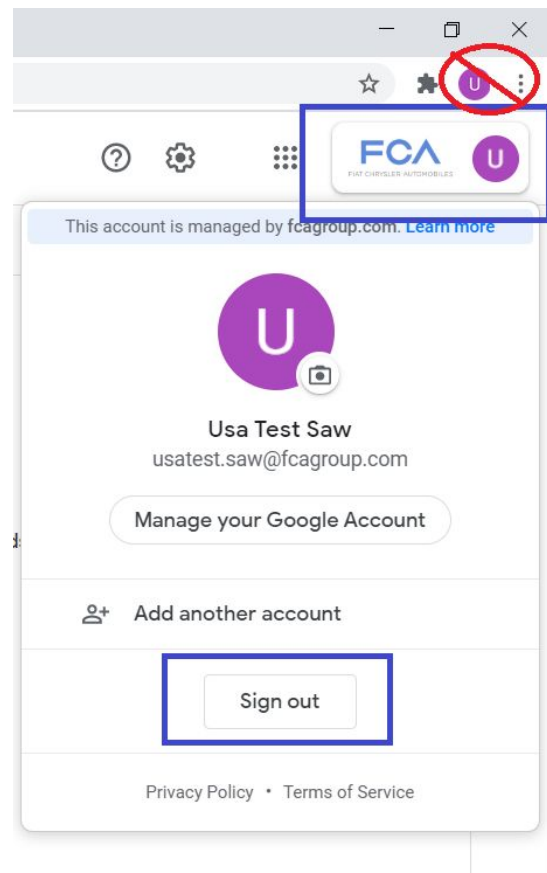 U
FCA
FIAT CHRYSLER AUTOMOBILES
U
This account is managed by fcagroup.com. Learn more
U
Usa Test Saw
usatest.saw@fcagroup.com
Manage your Google Account
Add another account
Sign out
Privacy Policy • Terms of Service